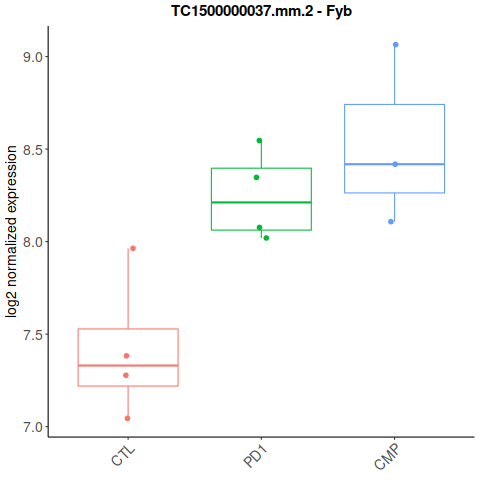 TC1500000037.mm.2 - Fyb
log2 normalized expression
9.0
8.5
8.0
7.5
7.0
CTL
PD1
CMP